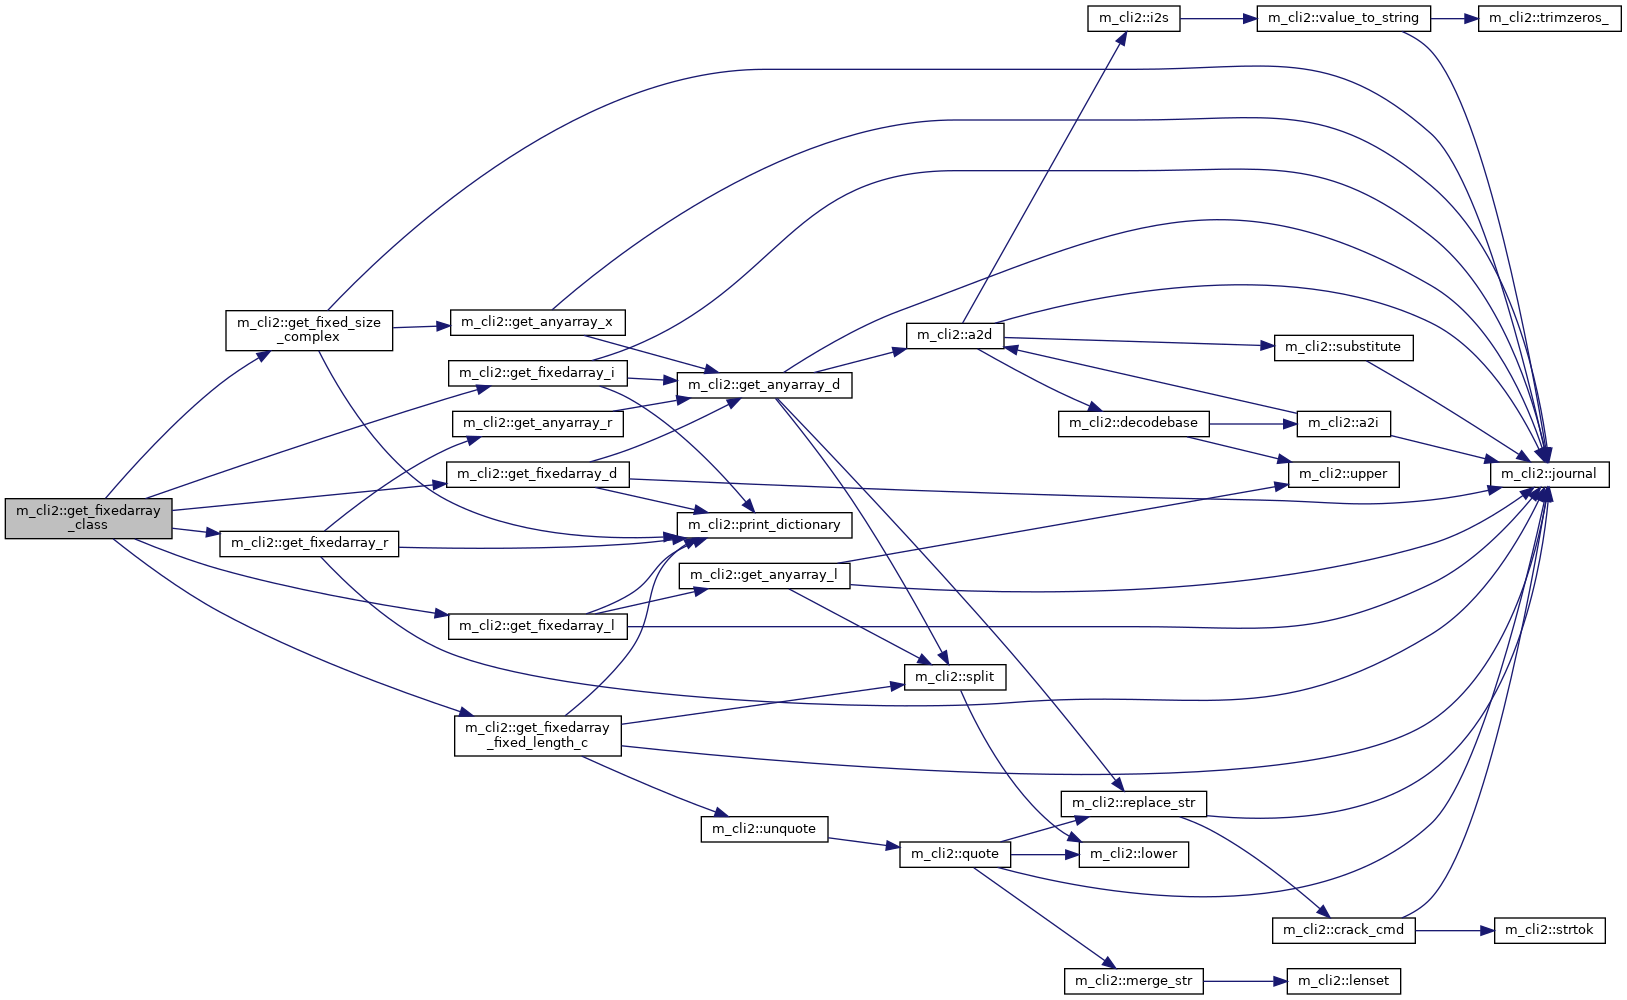 m_cli2::i2s
m_cli2::value_to_string
m_cli2::trimzeros_
m_cli2::get_fixed_size
_complex
m_cli2::get_anyarray_x
m_cli2::a2d
m_cli2::substitute
m_cli2::get_fixedarray_i
m_cli2::get_anyarray_d
m_cli2::get_anyarray_r
m_cli2::decodebase
m_cli2::a2i
m_cli2::get_fixedarray_d
m_cli2::upper
m_cli2::journal
m_cli2::get_fixedarray
_class
m_cli2::get_fixedarray_r
m_cli2::print_dictionary
m_cli2::get_anyarray_l
m_cli2::get_fixedarray_l
m_cli2::split
m_cli2::get_fixedarray
_fixed_length_c
m_cli2::replace_str
m_cli2::unquote
m_cli2::quote
m_cli2::lower
m_cli2::crack_cmd
m_cli2::strtok
m_cli2::merge_str
m_cli2::lenset